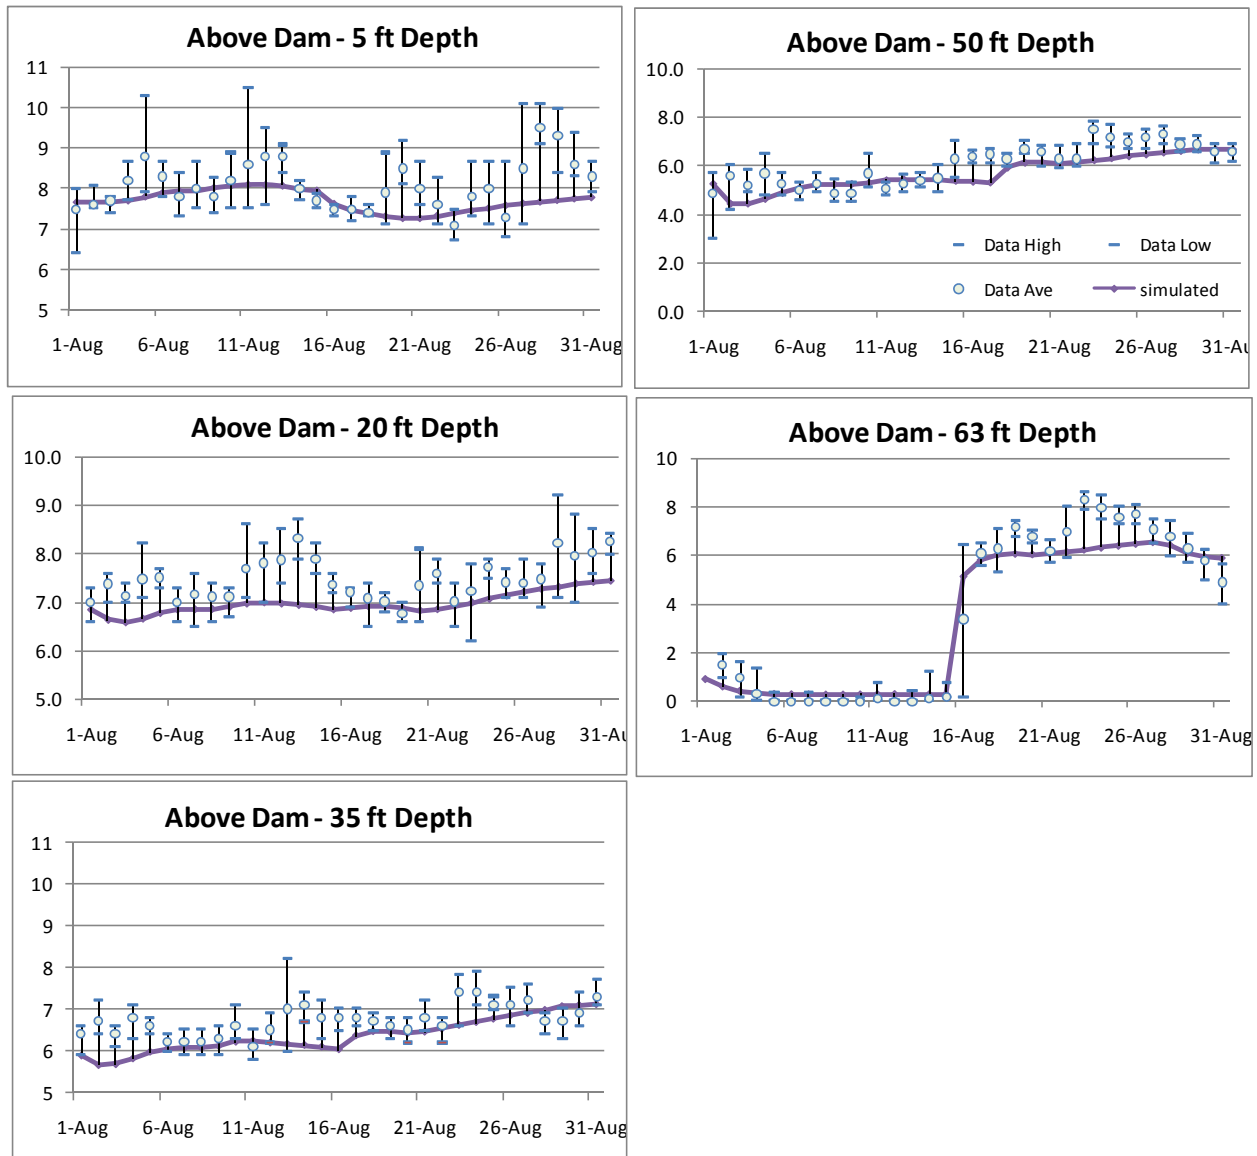 Above Dam - 5 ft Depth
11
10
9
8
7
6
5
1-Aug 6-Aug 11-Aug 16-Aug 21-Aug 26-Aug 31-Aug
Above Dam - 50 ft Depth
10.0
8.0
6.0
4.0
2.0
0.0
Data High Data Low
Data Ave simulated
1-Aug 6-Aug 11-Aug 16-Aug 21-Aug 26-Aug 31-Au
Above Dam - 20 ft Depth
10.0
9.0
8.0
7.0
6.0
5.0
1-Aug 6-Aug 11-Aug 16-Aug 21-Aug 26-Aug 31-Au
Above Dam - 63 ft Depth
10
8
6
4
2
0
1-Aug 6-Aug 11-Aug 16-Aug 21-Aug 26-Aug 31-Aug
Above Dam - 35 ft Depth
11
10
9
8
7
6
5
1-Aug 6-Aug 11-Aug 16-Aug 21-Aug 26-Aug 31-Aug